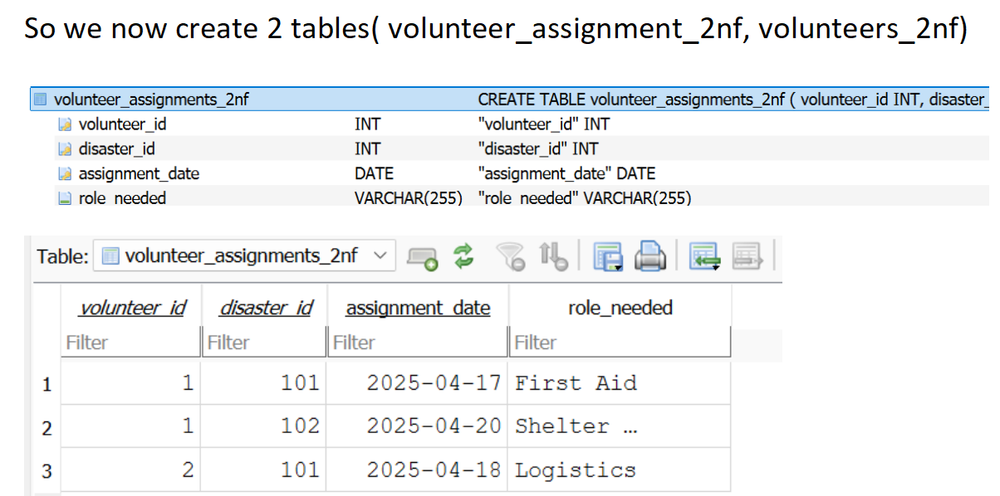 So we now create 2 tables( volunteer_assignment_2nf, volunteers_2nf)
volunteer_assignments_2nf CREATE TABLE volunteer_assignments_2nf ( volunteer_id INT, disaster_
volunteer_id INT "volunteer_id" INT
disaster_id INT "disaster_id" INT
assignment_date DATE "assignment_date" DATE
role_needed VARCHAR(255) "role_needed" VARCHAR(255)
Table: volunteer_assignments_2nf
volunteer_id disaster_id assignment_date role_needed
Filter Filter Filter Filter
1 1 101 2025-04-17 First Aid
2 1 102 2025-04-20 Shelter …
3 2 101 2025-04-18 Logistics